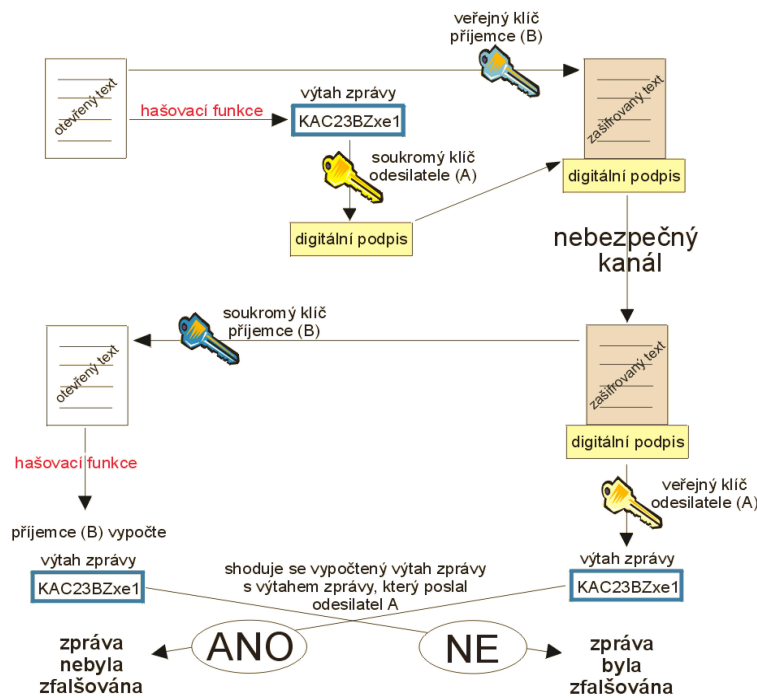 veřejný klíč
příjemce (B)
otevřený text
hašovací funkce
výtah zprávy
KAC23BZxe1
zašifrovaný text
soukromý klíč
odesilatele (A)
digitální podpis
digitální podpis
nebezpečný
kanál
soukromý klíč
příjemce (B)
otevřený text
zašifrovaný text
digitální podpis
hašovací funkce
veřejný klíč
odesilatele (A)
příjemce (B) vypočte
výtah zprávy
KAC23BZxe1
shoduje se vypočtený výtah zprávy
s výtahem zprávy, který poslal
odesilatel A
výtah zprávy
KAC23BZxe1
zpráva
nebyla
zfalšována
ANO
NE
zpráva
byla
zfalšována